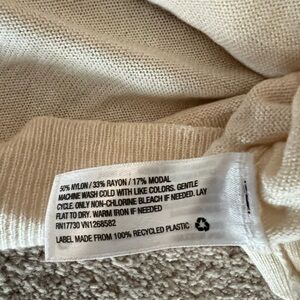 50% NYLON / 33% RAYON / 17% MODAL
MACHINE WASH COLD WITH LIKE COLORS. GENTLE
CYCLE. ONLY NON-CHLORINE BLEACH IF NEEDED. LAY
FLAT TO DRY. WARM IRON IF NEEDED
RN17730 VN1268582
LABEL MADE FROM 100% RECYCLED PLASTIC